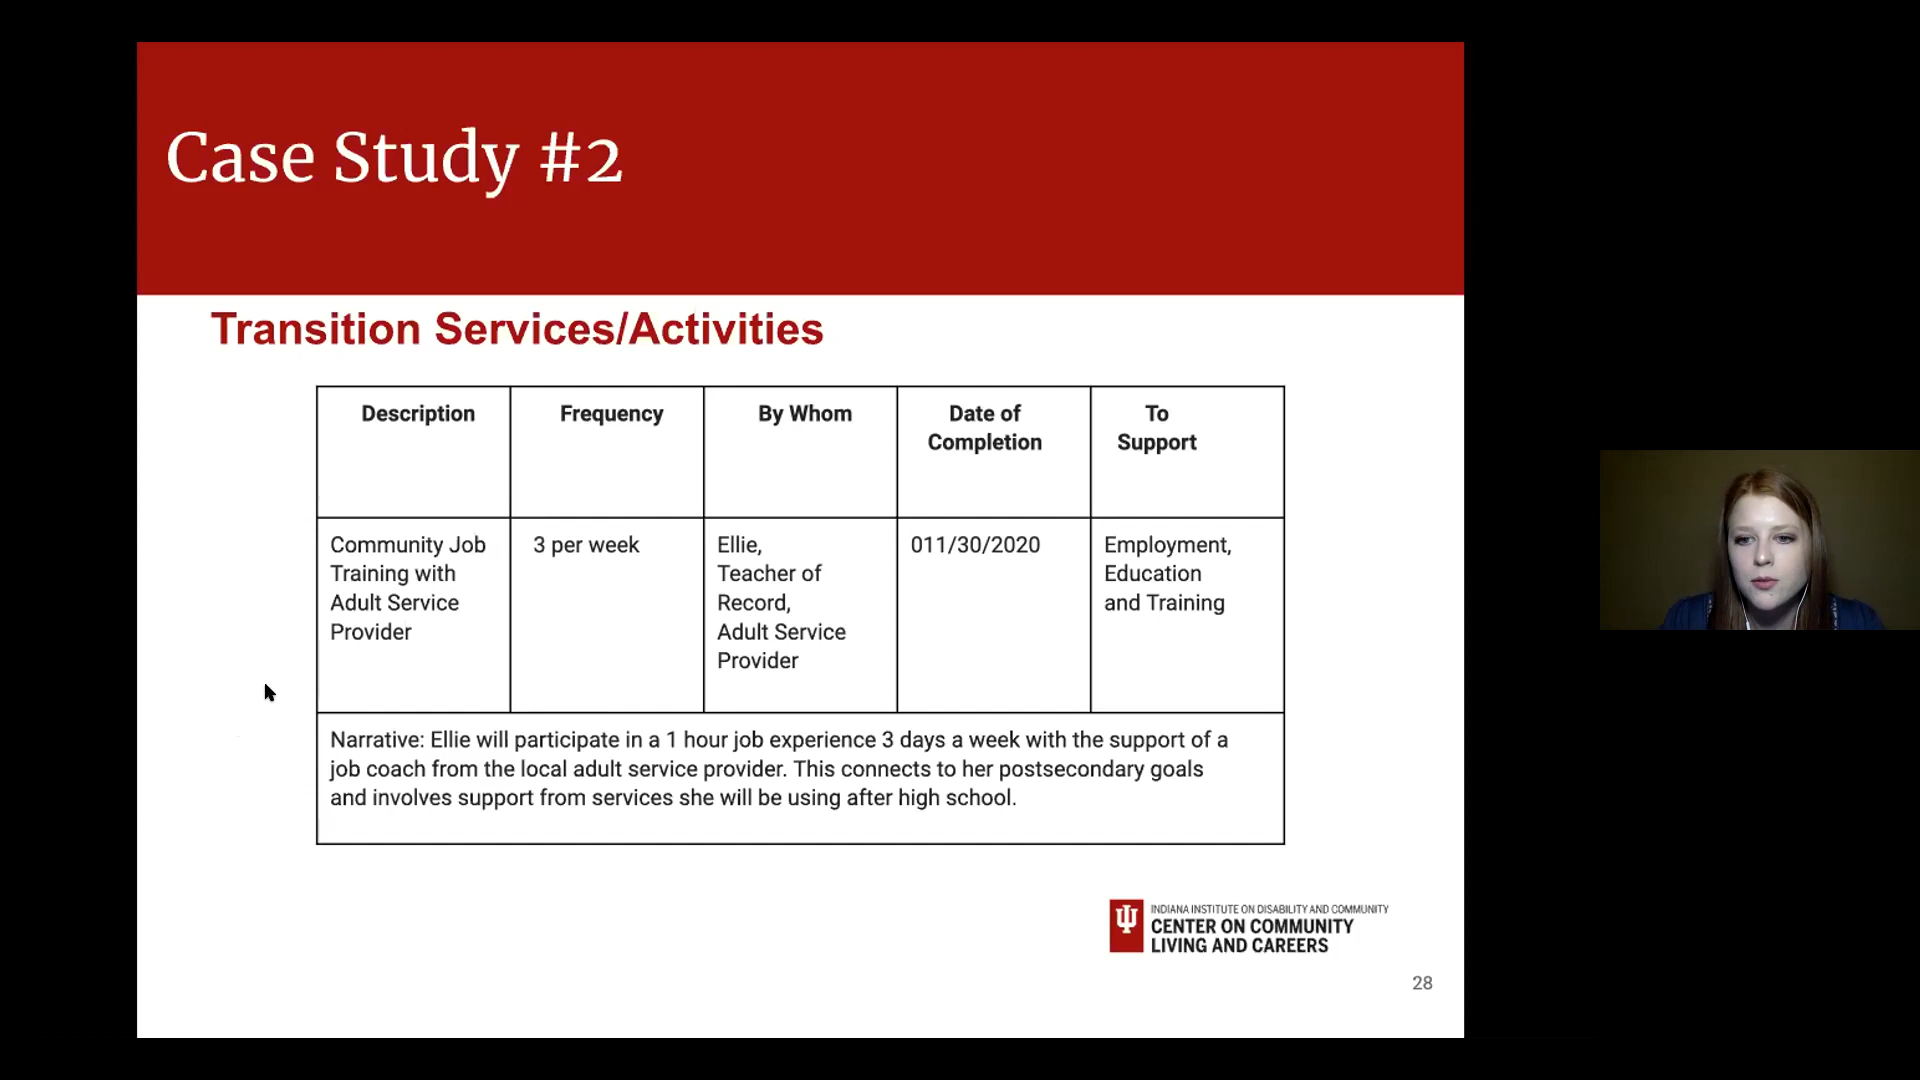 Case Study #2
Transition Services/Activities
Description
Frequency
By Whom
Date of
Completion
To
Support
Community Job
Training with
Adult Service
Provider
3 per week
Ellie,
Teacher of
Record,
Adult Service
Provider
011/30/2020
Employment,
Education
and Training
Narrative: Ellie will participate in a 1 hour job experience 3 days a week with the support of a
job coach from the local adult service provider. This connects to her postsecondary goals
and involves support from services she will be using after high school.
INDIANA INSTITUTE ON DISABILITY AND COMMUNITY
CENTER ON COMMUNITY
LIVING AND CAREERS
28